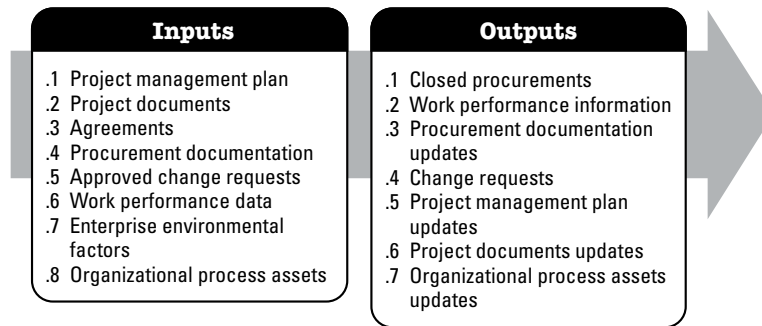 Inputs
.1 Project management plan
.2 Project documents
.3 Agreements
.4 Procurement documentation
.5 Approved change requests
.6 Work performance data
.7 Enterprise environmental
factors
.8 Organizational process assets
Outputs
.1 Closed procurements
.2 Work performance information
.3 Procurement documentation
updates
.4 Change requests
.5 Project management plan
updates
.6 Project documents updates
.7 Organizational process assets
updates